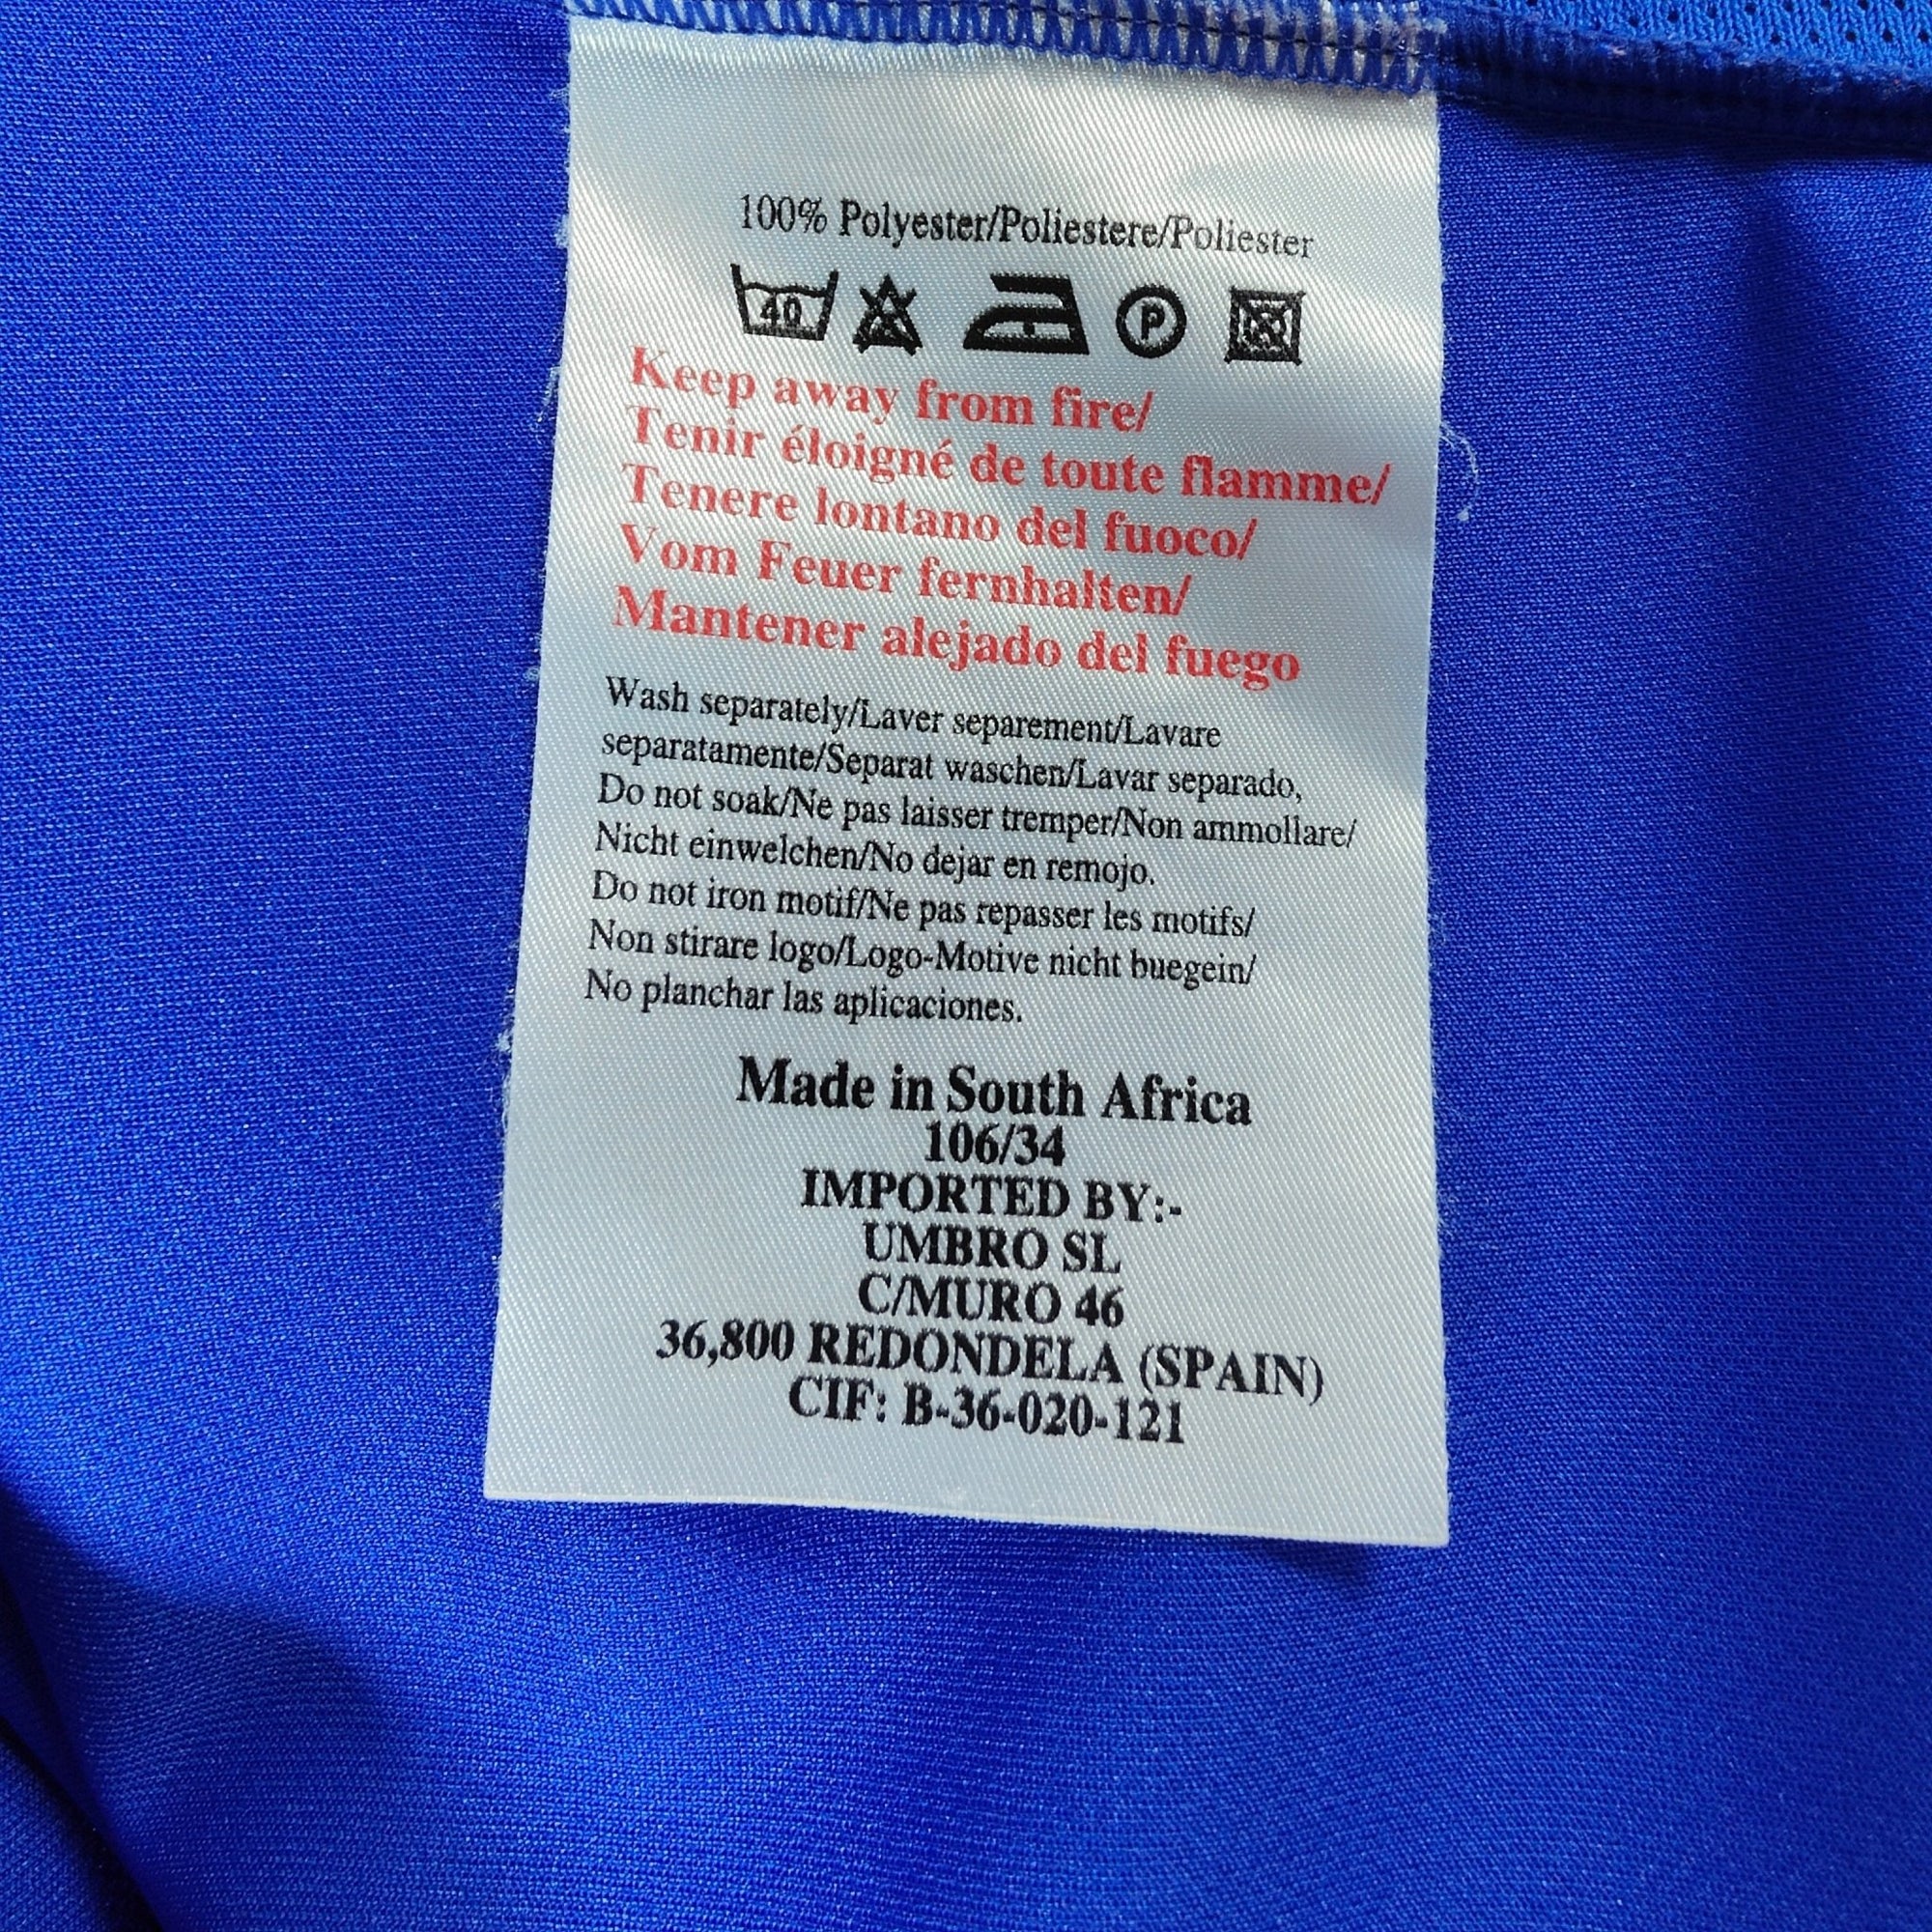 100% Polyester/Poliestere/Poliester
40 P
Keep away from fire/
Tenir éloigné de toute flamme/
Tenere lontano del fuoco/
Vom Feuer fernhalten/
Mantener alejado del fuego
Wash separately/Laver separement/Lavare
separatamente/Separat waschen/Lavar separado,
Do not soak/Ne pas laisser tremper/Non ammollare/
Nicht einwelchen/No dejar en remojo.
Do not iron motif/Ne pas repasser les motifs/
Non stirare logo/Logo-Motive nicht buegein/
No planchar las aplicaciones.
Made in South Africa
106/34
IMPORTED BY:-
UMBRO SL
C/MURO 46
36,800 REDONDELA (SPAIN)
CIF: B-36-020-121